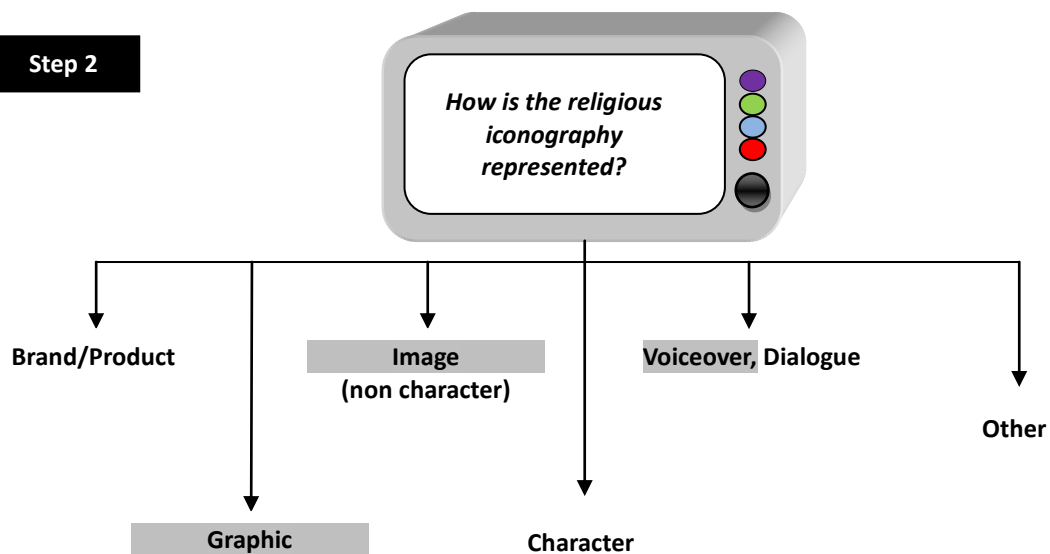 Step 2
How is the religious
iconography
represented?
Brand/Product
Image
(non character)
Voiceover, Dialogue
Other
Graphic
Character